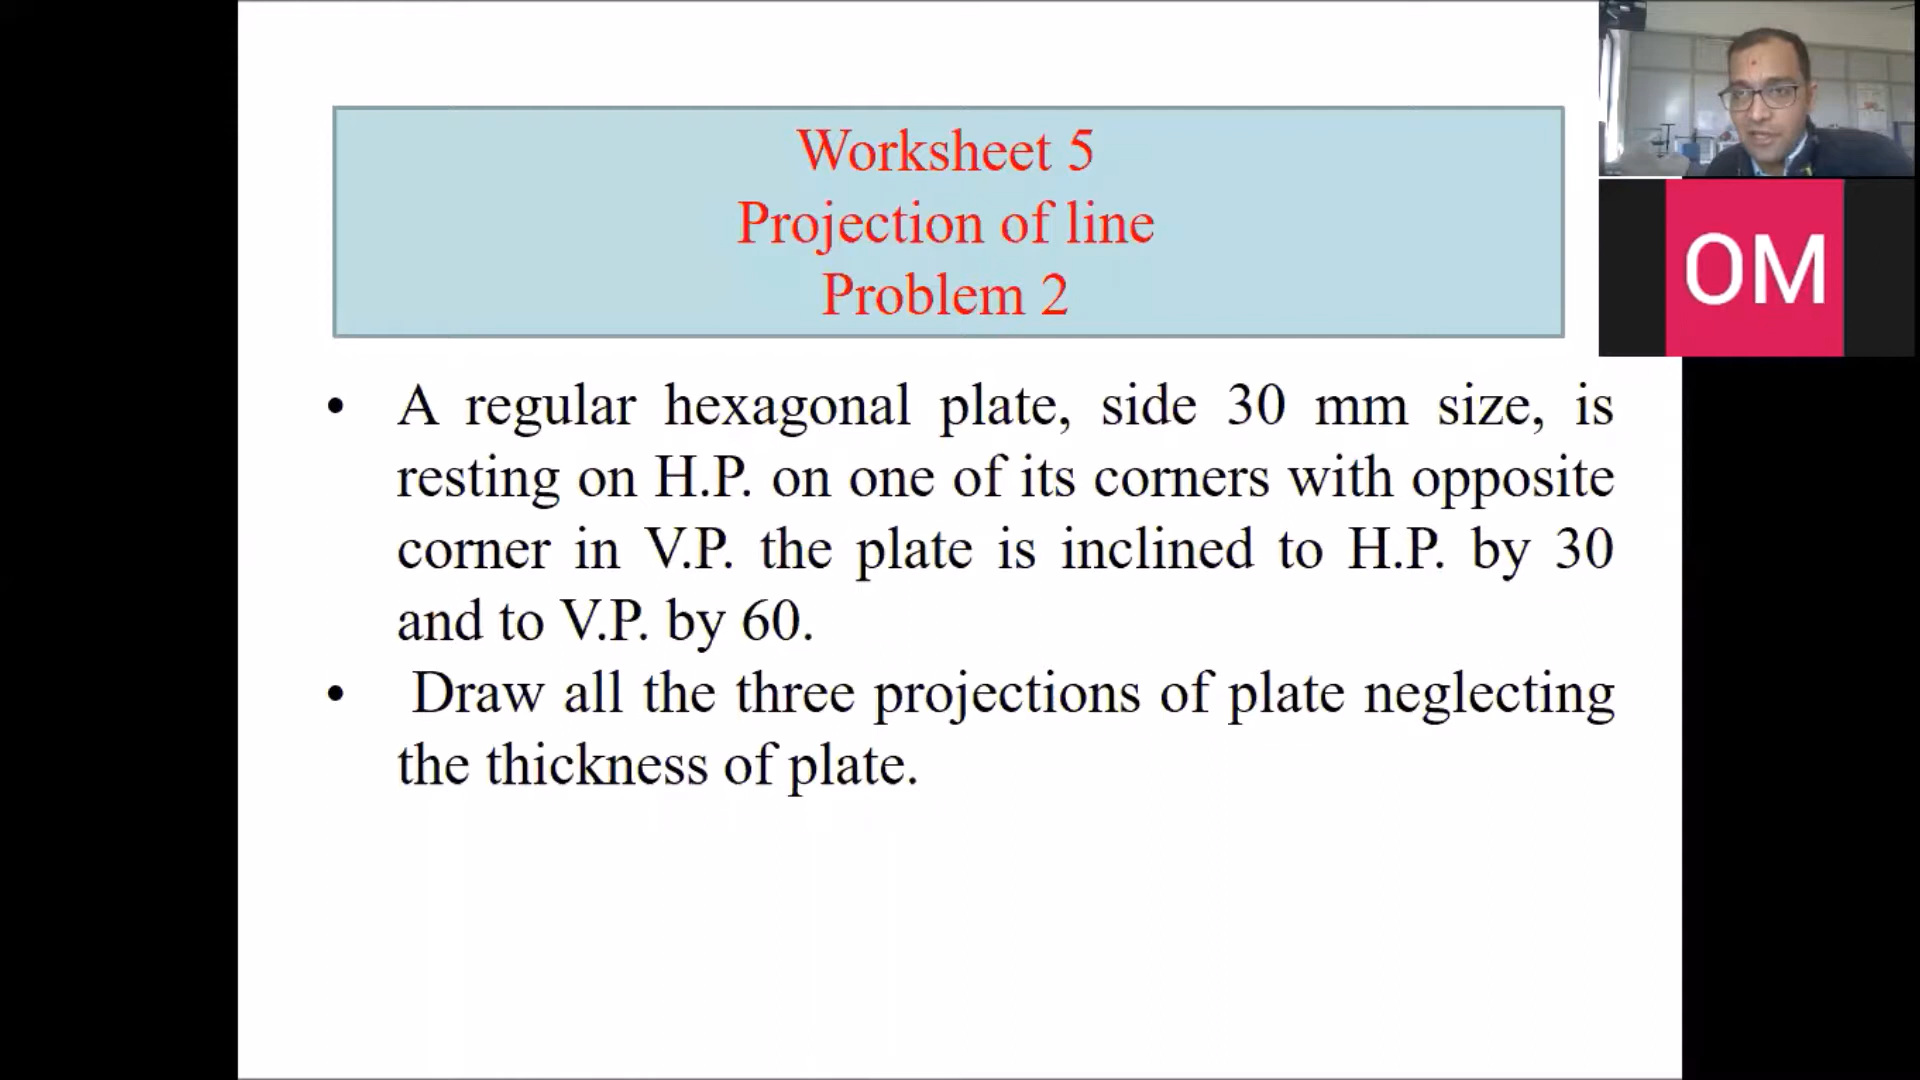 Worksheet 5
Projection of line
Problem 2
OM
• A regular hexagonal plate, side 30 mm size, is
resting on H.P. on one of its corners with opposite
corner in V.P. the plate is inclined to H.P. by 30
and to V.P. by 60.
• Draw all the three projections of plate neglecting
the thickness of plate.